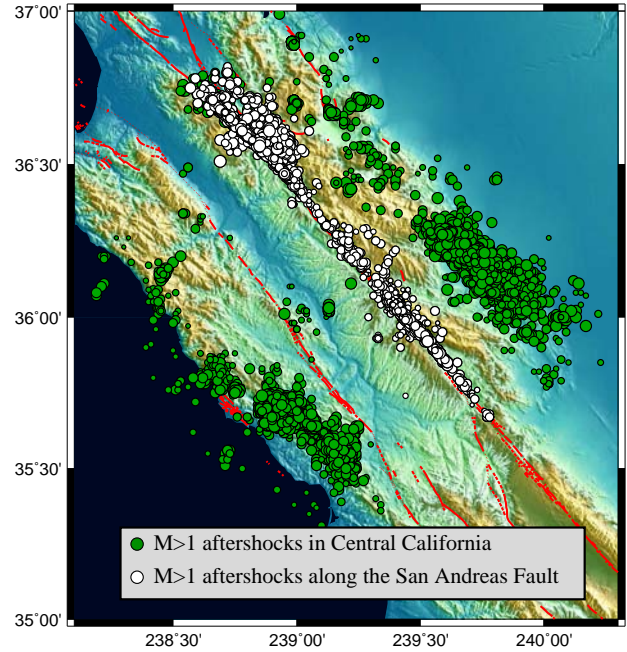 37˚00'
36˚30'
36˚00'
35˚30'
M>1 aftershocks in Central California
M>1 aftershocks along the San Andreas Fault
35˚00'
238˚30' 239˚00' 239˚30' 240˚00'